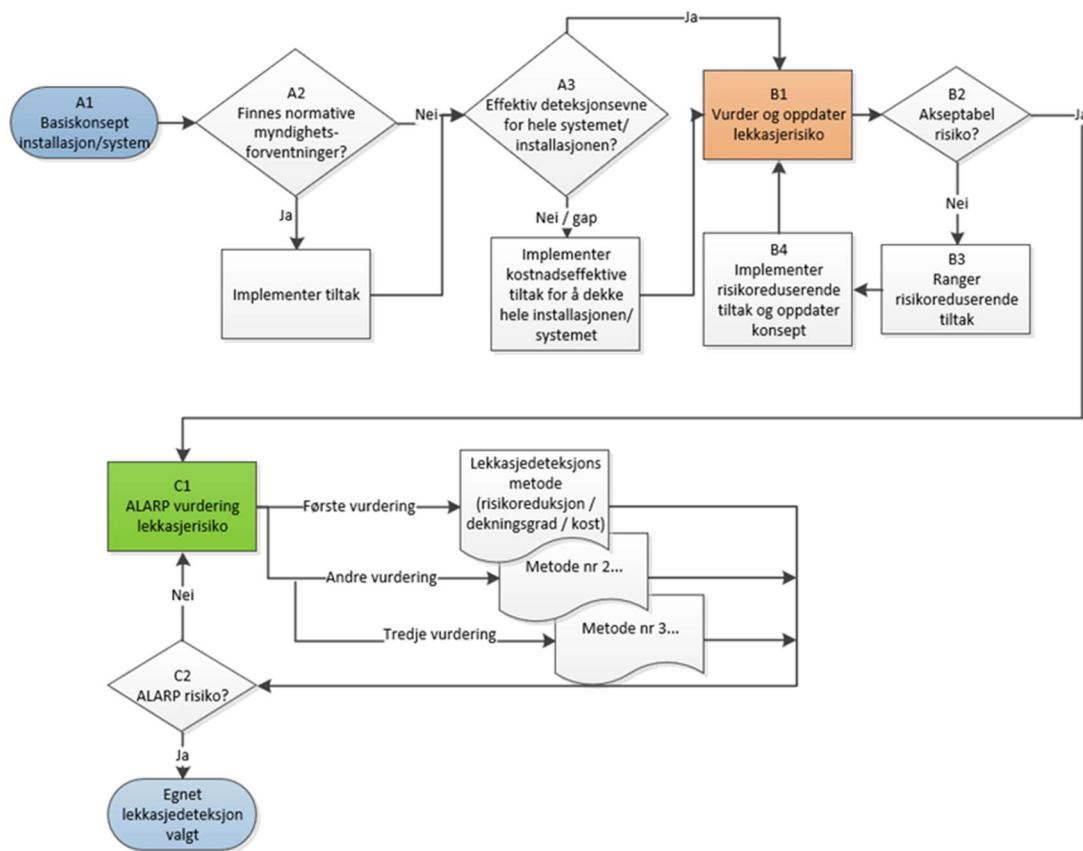 A1
Basiskonsept
installasjon/system
A2
Finnes normative
myndighets-
forventninger?
Nei
Ja
Implementer tiltak
A3
Effektiv deteksjonsevne
for hele systemet/
installasjonen?
Ja
Nei / gap
Implementer
kostnadseffektive
tiltak for å dekke
hele installasjonen/
systemet
B1
Vurder og oppdater
lekkasjerisiko
B2
Akseptabel
risiko?
Ja
Nei
B3
Ranger
risikoreduserende
tiltak
B4
Implementer
risikoreduserende
tiltak og oppdater
konsept
C1
ALARP vurdering
lekkasjerisiko
Første vurdering
Lekkasjedeteksjons
metode
(risikoreduksjon /
dekningsgrad / kost)
Andre vurdering
Metode nr 2...
Tredje vurdering
Metode nr 3...
Nei
C2
ALARP risiko?
Ja
Egnet
lekkasjedeteksjon
valgt